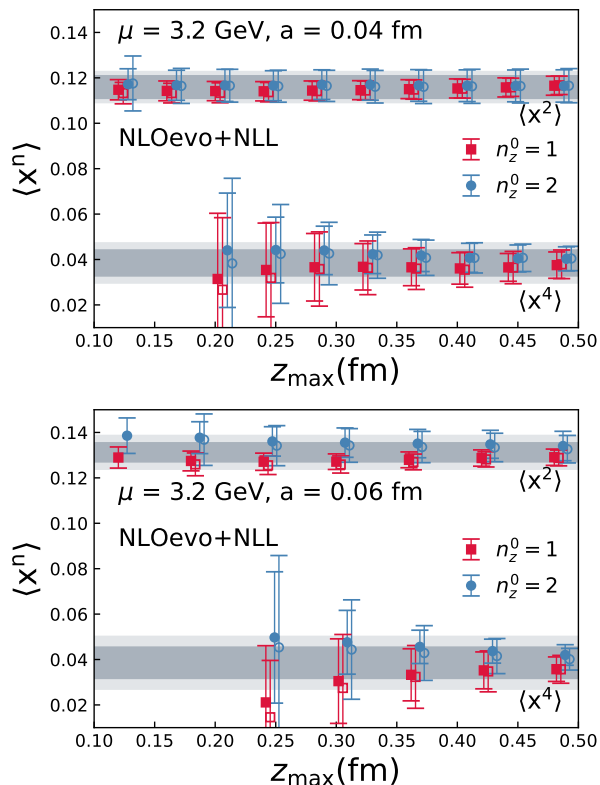 0.14
μ = 3.2 GeV, a = 0.04 fm
0.12
⟨x²⟩
0.10
NLOevo+NLL
n_z^0 = 1
0.08
n_z^0 = 2
⟨xⁿ⟩
0.06
0.04
0.02
⟨x⁴⟩
0.10 0.15 0.20 0.25 0.30 0.35 0.40 0.45 0.50
z_max(fm)
0.14
0.12
⟨x²⟩
μ = 3.2 GeV, a = 0.06 fm
0.10
NLOevo+NLL
n_z^0 = 1
0.08
n_z^0 = 2
⟨xⁿ⟩
0.06
0.04
0.02
⟨x⁴⟩
0.10 0.15 0.20 0.25 0.30 0.35 0.40 0.45 0.50
z_max(fm)